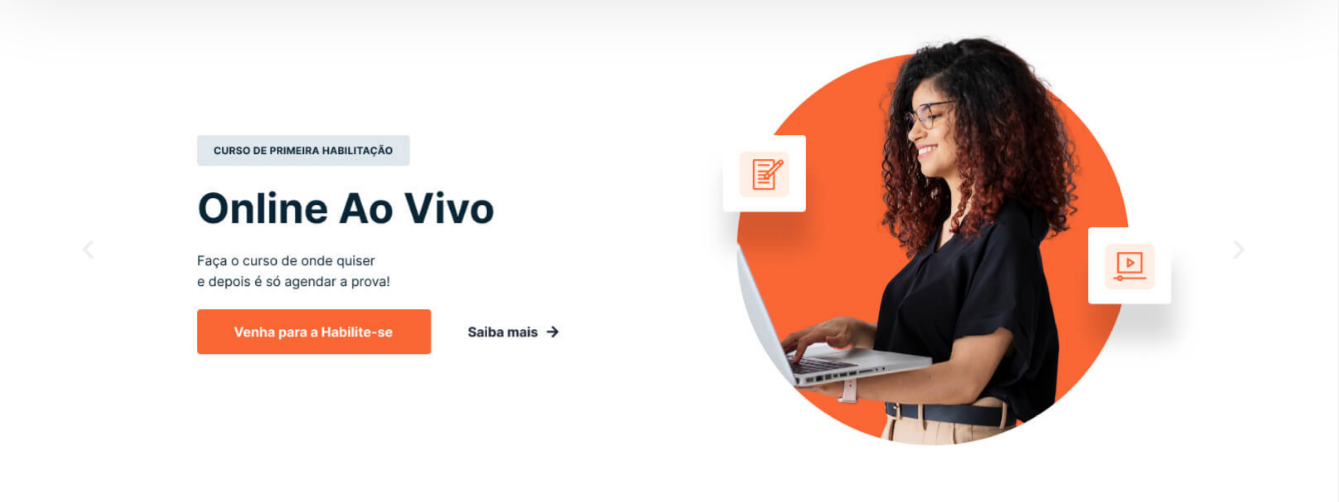 CURSO DE PRIMEIRA HABILITAÇÃO
Online Ao Vivo
Faça o curso de onde quiser
e depois é só agendar a prova!
Venha para a Habilite-se
Saiba mais →